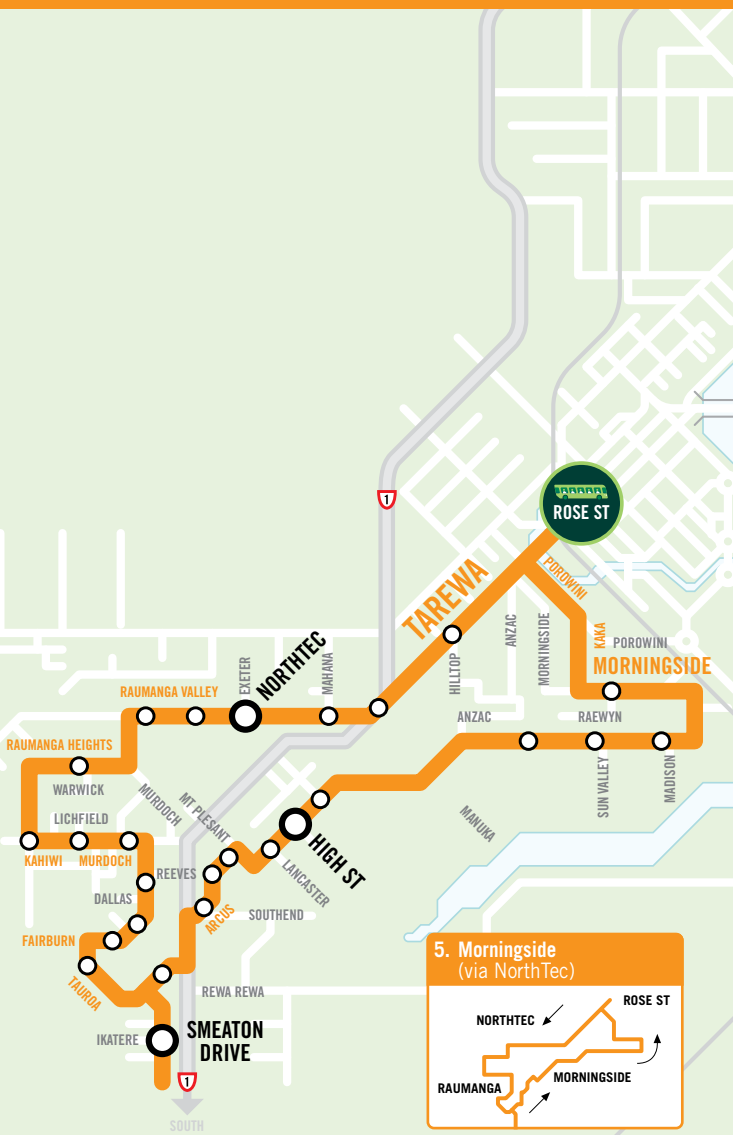 1
ROSE ST
TAREWA
POROWINI
KAKA
POROWINI
MORNINGSIDE
ANZAC
MORNINGSIDE
HILLTOP
MAHANA
NORTHTEC
EXETER
RAUMANGA VALLEY
RAUMANGA HEIGHTS
ANZAC
RAEWYN
SUN VALLEY
MADISON
MANUKA
WARWICK
LICHFIELD
MURDOCH
MT PLESANT
KAHIWI
MURDOCH
HIGH ST
REEVES
LANCASTER
DALLAS
ARCUS
SOUTHEND
FAIRBURN
TAUROA
REWA REWA
IKATERE
SMEATON
DRIVE
1
SOUTH
5. Morningside
(via NorthTec)
ROSE ST
NORTHTEC
MORNINGSIDE
RAUMANGA